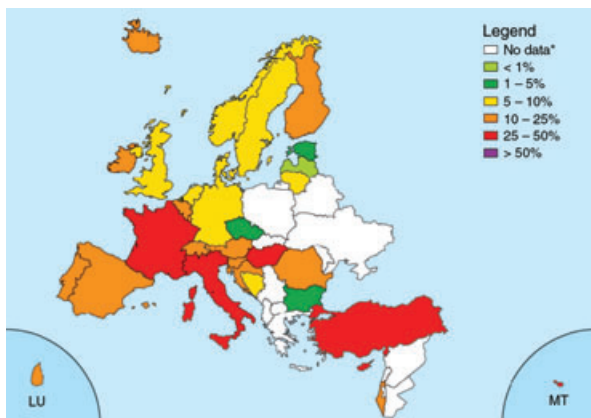 Legend
No data*
< 1%
1 – 5%
5 – 10%
10 – 25%
25 – 50%
> 50%
LU
MT